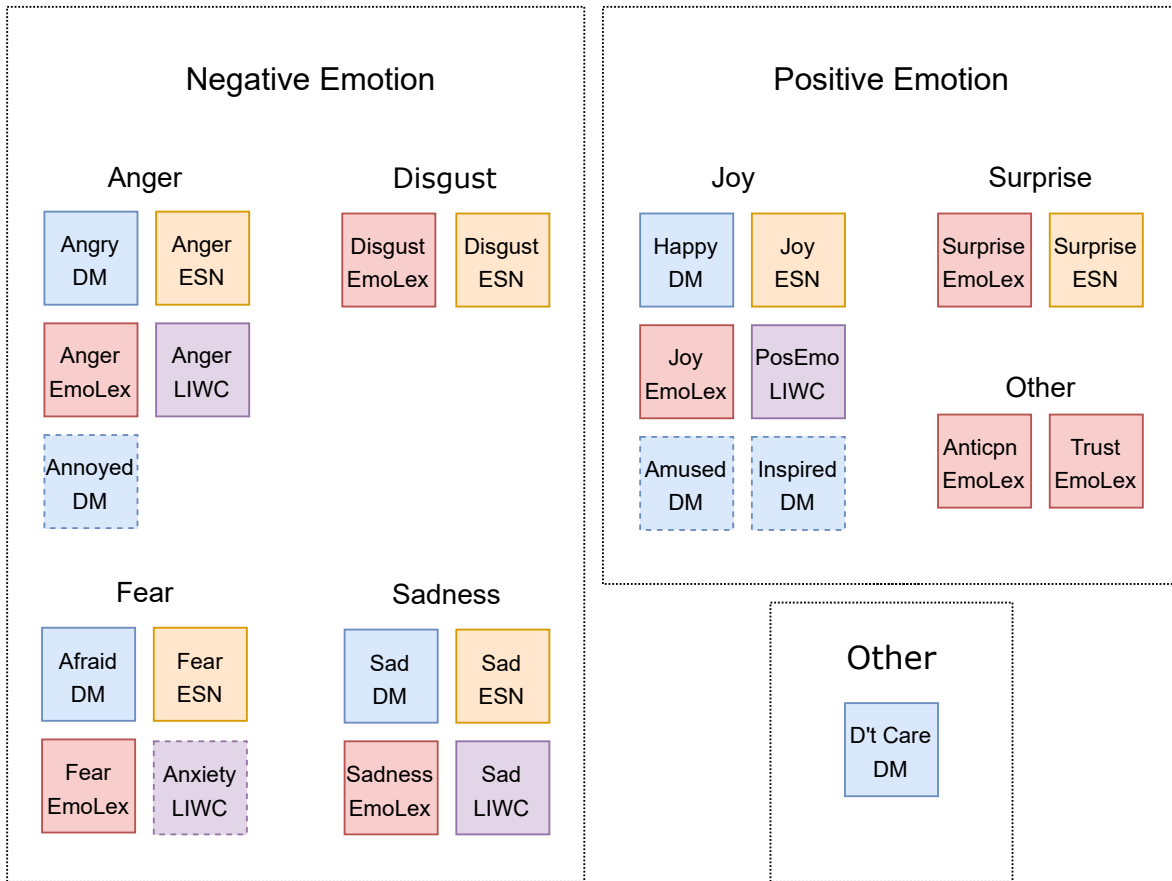 Negative Emotion
Anger
Angry
DM
Anger
ESN
Anger
EmoLex
Anger
LIWC
Annoyed
DM
Disgust
Disgust
EmoLex
Disgust
ESN
Fear
Afraid
DM
Fear
ESN
Fear
EmoLex
Anxiety
LIWC
Sadness
Sad
DM
Sad
ESN
Sadness
EmoLex
Sad
LIWC
Positive Emotion
Joy
Happy
DM
Joy
ESN
Joy
EmoLex
PosEmo
LIWC
Amused
DM
Inspired
DM
Surprise
Surprise
EmoLex
Surprise
ESN
Other
Anticpn
EmoLex
Trust
EmoLex
Other
D't Care
DM